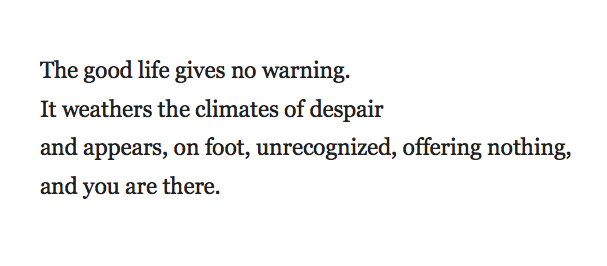 The good life gives no warning.
It weathers the climates of despair
and appears, on foot, unrecognized, offering nothing,
and you are there.